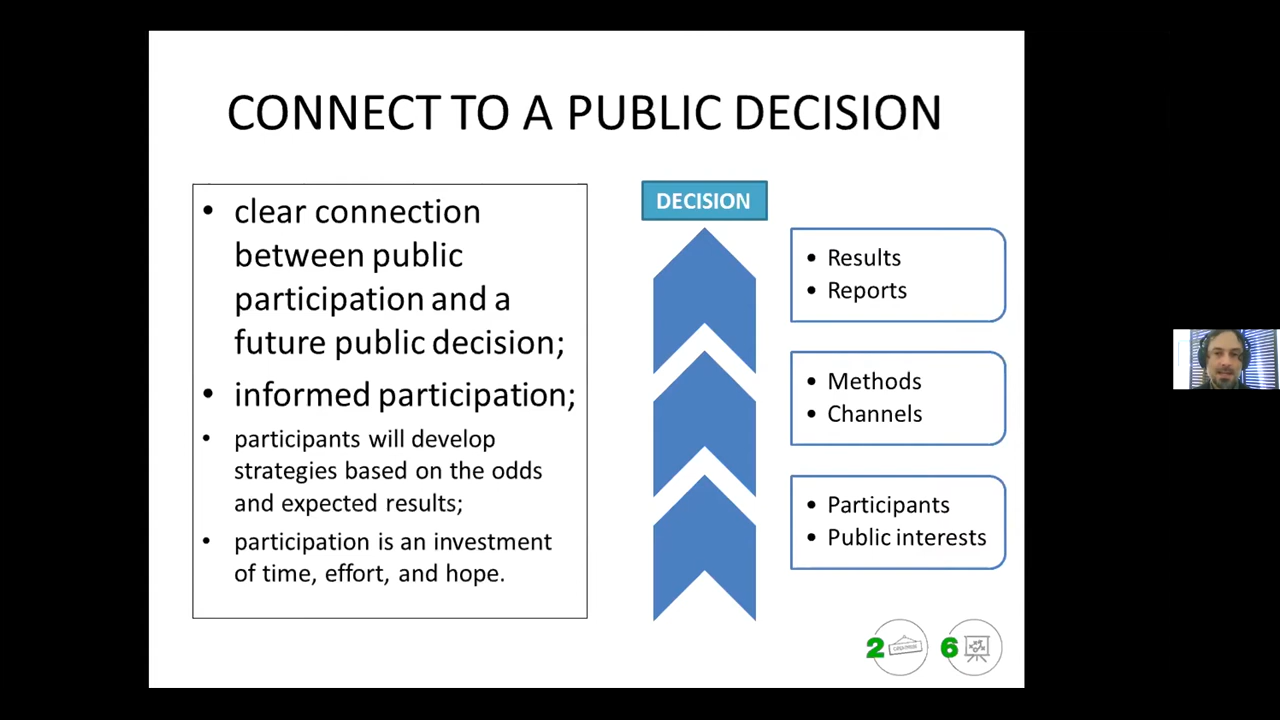 CONNECT TO A PUBLIC DECISION
• clear connection
between public
participation and a
future public decision;
• informed participation;
• participants will develop
strategies based on the odds
and expected results;
• participation is an investment
of time, effort, and hope.
DECISION
• Results
• Reports
• Methods
• Channels
• Participants
• Public interests
2
6